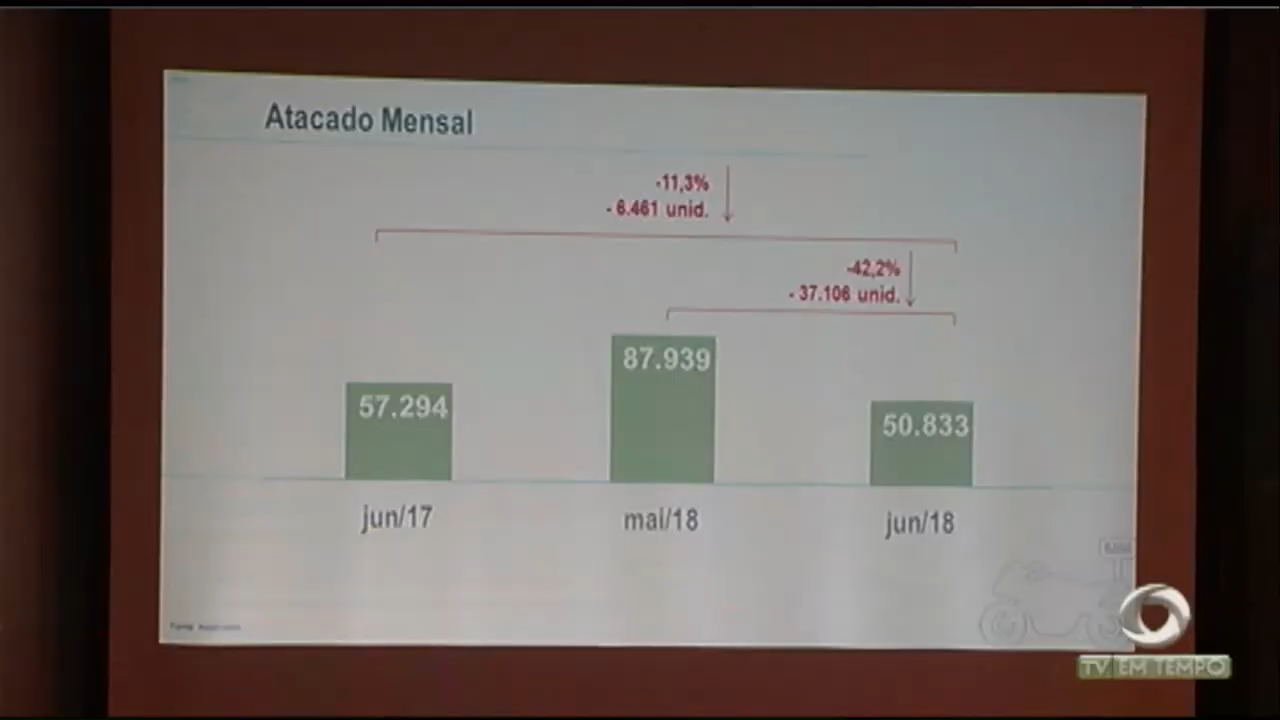 Atacado Mensal
-11,3%
- 6.461 unid.
-42,2%
- 37.106 unid.
57.294
87.939
50.833
jun/17
mai/18
jun/18
TV EM TEMPO